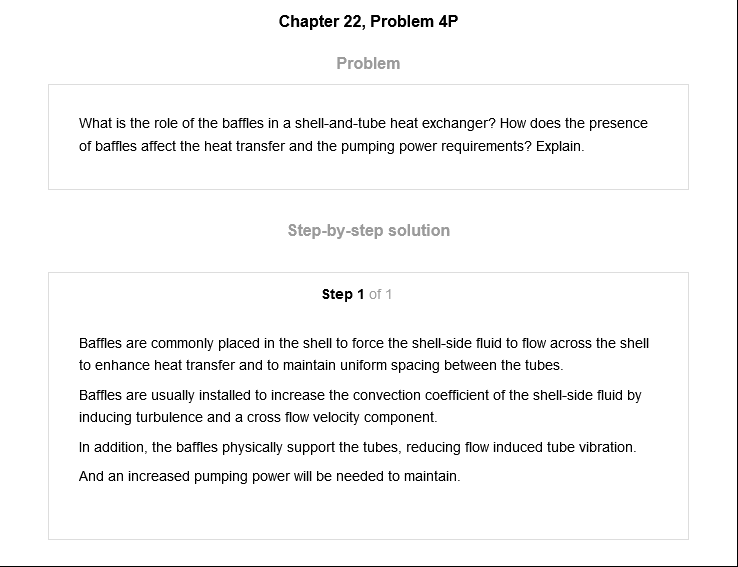 Chapter 22, Problem 4P
Problem
What is the role of the baffles in a shell-and-tube heat exchanger? How does the presence
of baffles affect the heat transfer and the pumping power requirements? Explain.
Step-by-step solution
Step 1 of 1
Baffles are commonly placed in the shell to force the shell-side fluid to flow across the shell
to enhance heat transfer and to maintain uniform spacing between the tubes.
Baffles are usually installed to increase the convection coefficient of the shell-side fluid by
inducing turbulence and a cross flow velocity component.
In addition, the baffles physically support the tubes, reducing flow induced tube vibration.
And an increased pumping power will be needed to maintain.